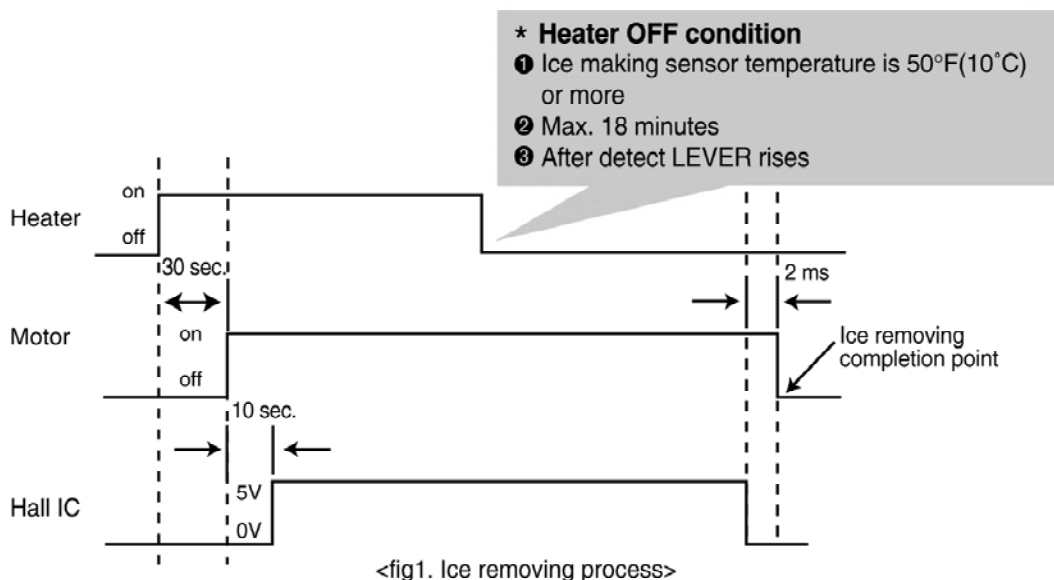 * Heater OFF condition
❶ Ice making sensor temperature is 50°F(10˚C)
or more
❷ Max. 18 minutes
❸ After detect LEVER rises
on
Heater
off
30 sec.
2 ms
Motor
on
off
Ice removing
completion point
10 sec.
5V
Hall IC
0V
<fig1. Ice removing process>